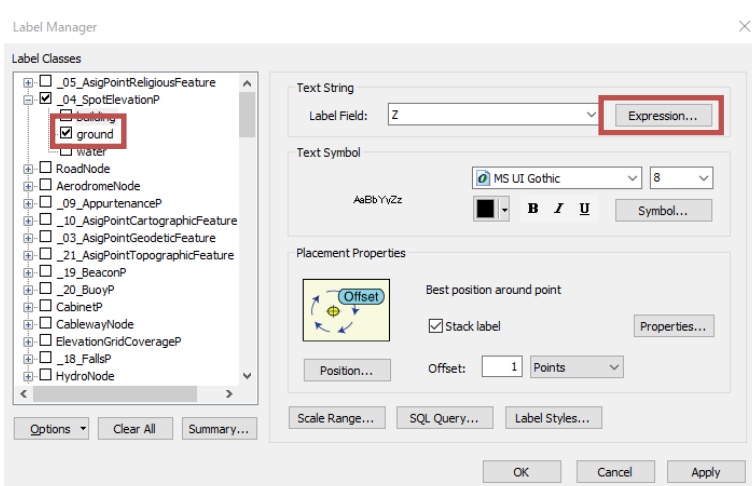 Label Manager
Label Classes
_05_AsigPointReligiousFeature
_04_SpotElevationP
building
ground
water
RoadNode
AerodromeNode
_09_AppurtenanceP
_10_AsigPointCartographicFeature
_03_AsigPointGeodeticFeature
_21_AsigPointTopographicFeature
_19_BeaconP
_20_BuoyP
CabinetP
CablewayNode
ElevationGridCoverageP
_18_FallsP
HydroNode
Options
Clear All
Summary...
Text String
Label Field: Z
Expression...
Text Symbol
AaBbYyZz
MS UI Gothic 8
B I U
Symbol...
Placement Properties
Offset
Best position around point
Stack label
Properties...
Position...
Offset: 1 Points
Scale Range...
SQL Query...
Label Styles...
OK
Cancel
Apply